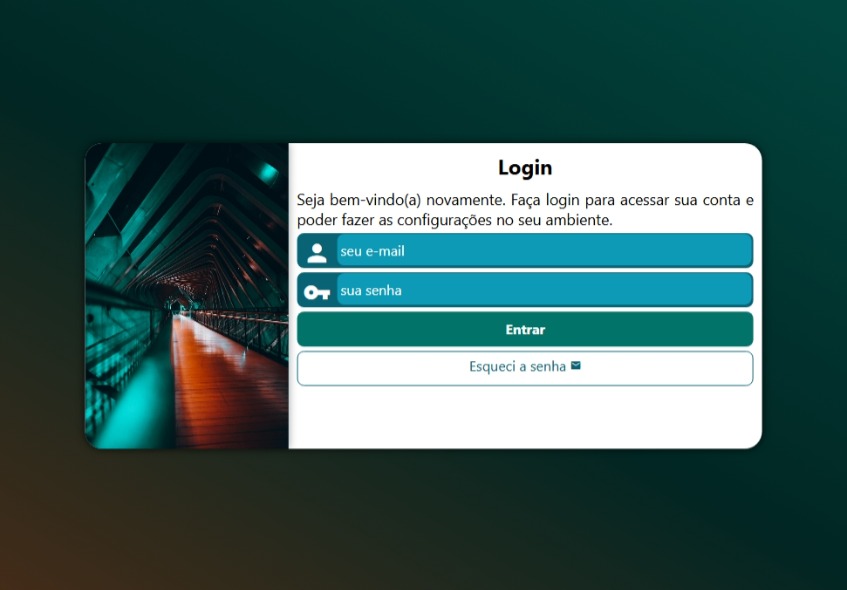 Login
Seja bem-vindo(a) novamente. Faça login para acessar sua conta e
poder fazer as configurações no seu ambiente.
seu e-mail
sua senha
Entrar
Esqueci a senha